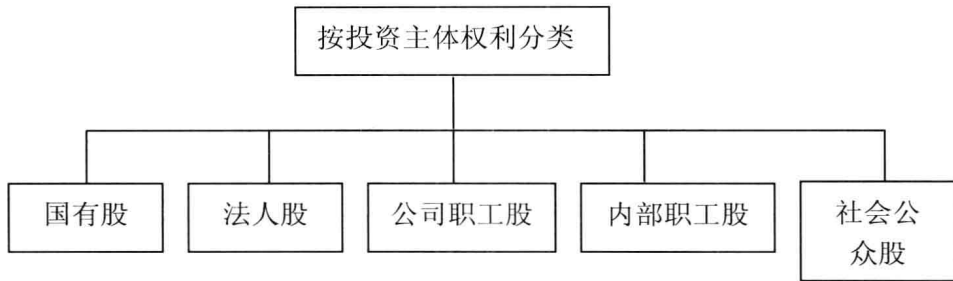 按投资主体权利分类
国有股
法人股
公司职工股
内部职工股
社会公
众股